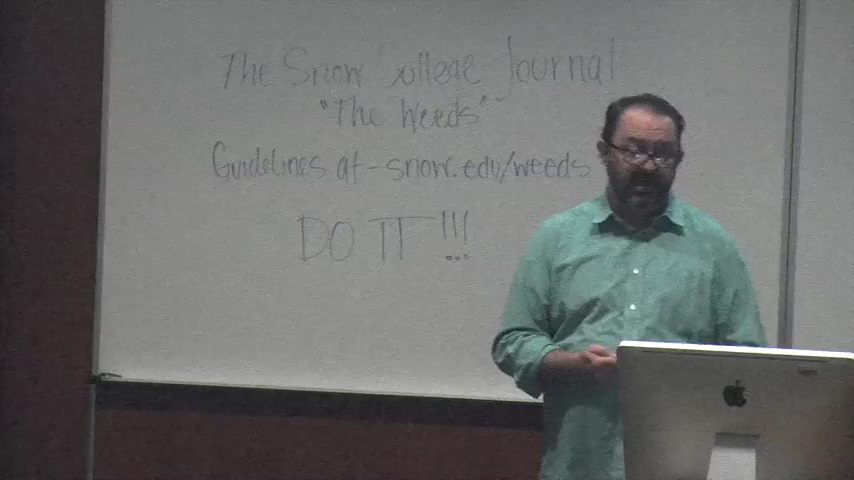 The Snow College Journal
"The Weeds"
Guidelines at - snow.edu/weeds
DO IT !!!